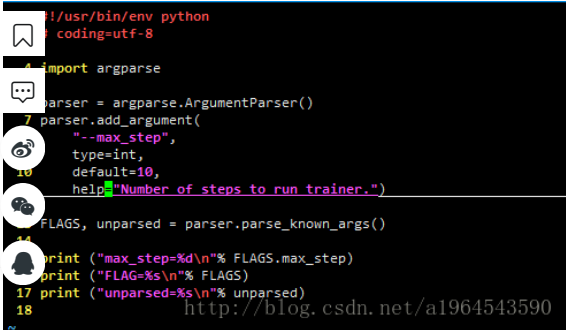 #!/usr/bin/env python
# coding=utf-8
4 import argparse
parser = argparse.ArgumentParser()
7 parser.add_argument(
"--max_step",
type=int,
10 default=10,
help="Number of steps to run trainer.")
FLAGS, unparsed = parser.parse_known_args()
14
print ("max_step=%d\n"% FLAGS.max_step)
print ("FLAG=%s\n"% FLAGS)
17 print ("unparsed=%s\n"% unparsed)
18
http://blog.csdn.net/a1964543590
~